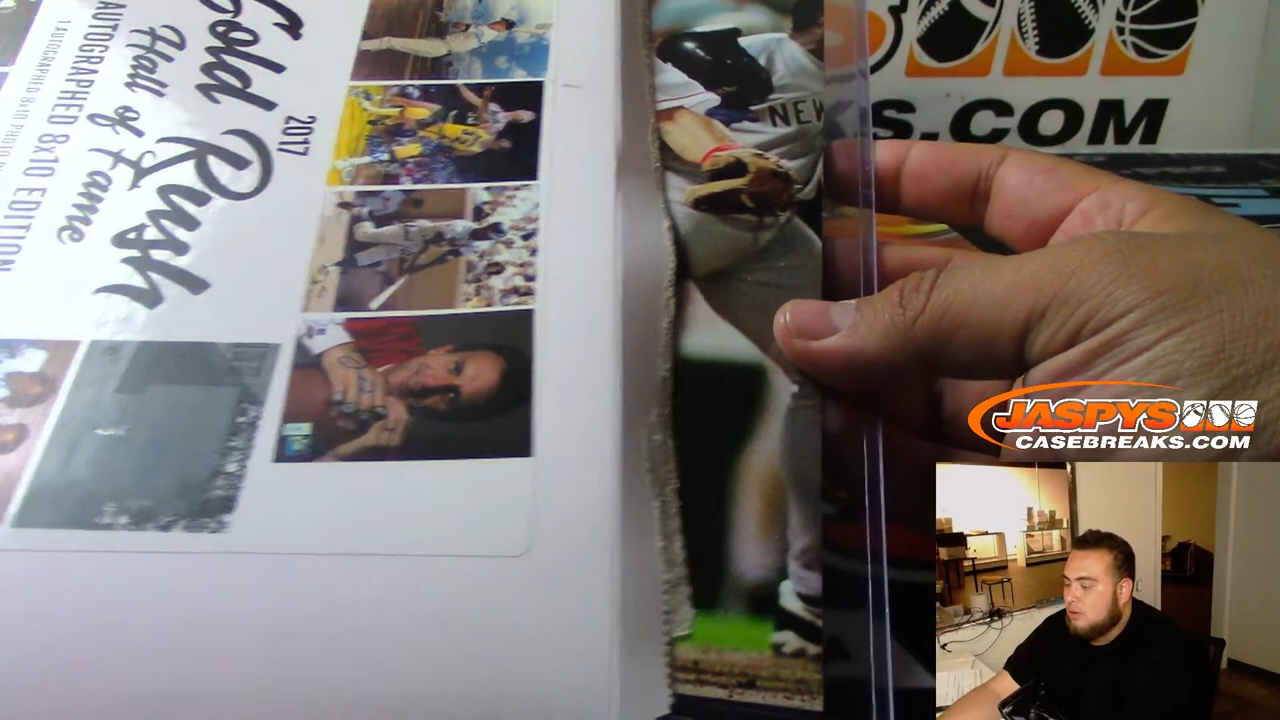 2017
Gold Rush
Hall of Fame
AUTOGRAPHED 8x10 EDITION
1 AUTOGRAPHED 8x10 PHOTO
NEW
S.COM
JASPYS
CASEBREAKS.COM